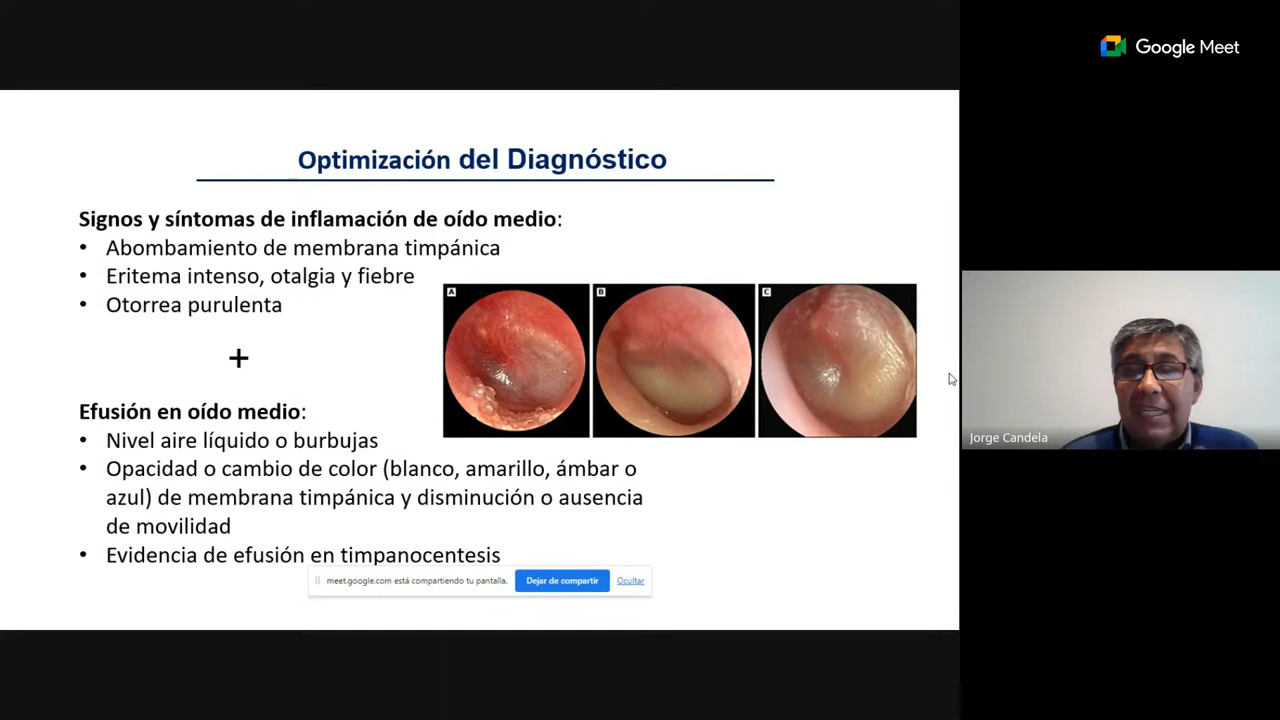 Google Meet
Optimización del Diagnóstico
Signos y síntomas de inflamación de oído medio:
• Abombamiento de membrana timpánica
• Eritema intenso, otalgia y fiebre
• Otorrea purulenta
A
B
C
+
Efusión en oído medio:
• Nivel aire líquido o burbujas
• Opacidad o cambio de color (blanco, amarillo, ámbar o
azul) de membrana timpánica y disminución o ausencia
de movilidad
• Evidencia de efusión en timpanocentesis
meet.google.com está compartiendo tu pantalla.
Dejar de compartir
Ocultar
Jorge Candela